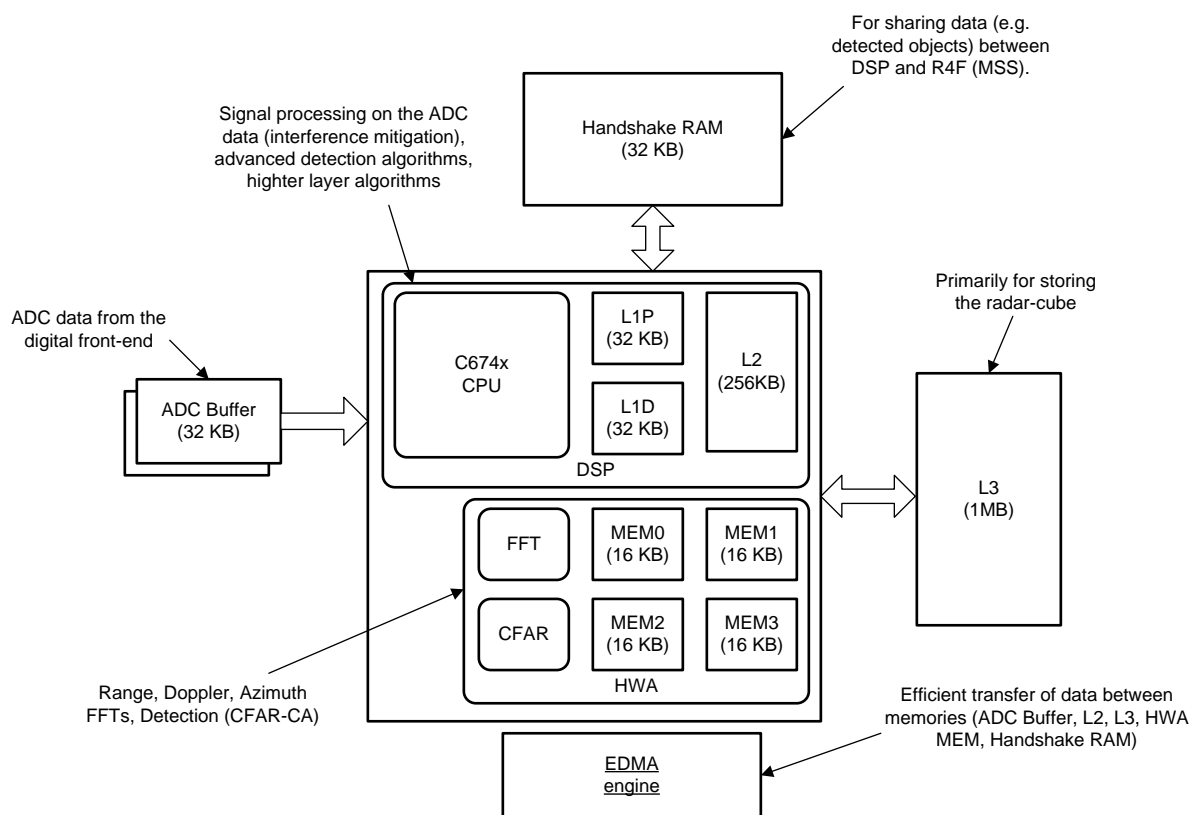 For sharing data (e.g.
detected objects) between
DSP and R4F (MSS).
Handshake RAM
(32 KB)
Signal processing on the ADC
data (interference mitigation),
advanced detection algorithms,
highter layer algorithms
ADC data from the
digital front-end
ADC Buffer
(32 KB)
C674x
CPU
L1P
(32 KB)
L1D
(32 KB)
L2
(256KB)
DSP
Primarily for storing
the radar-cube
L3
(1MB)
FFT
MEM0
(16 KB)
MEM1
(16 KB)
CFAR
MEM2
(16 KB)
MEM3
(16 KB)
HWA
Range, Doppler, Azimuth
FFTs, Detection (CFAR-CA)
Efficient transfer of data between
memories (ADC Buffer, L2, L3, HWA
MEM, Handshake RAM)
EDMA
engine